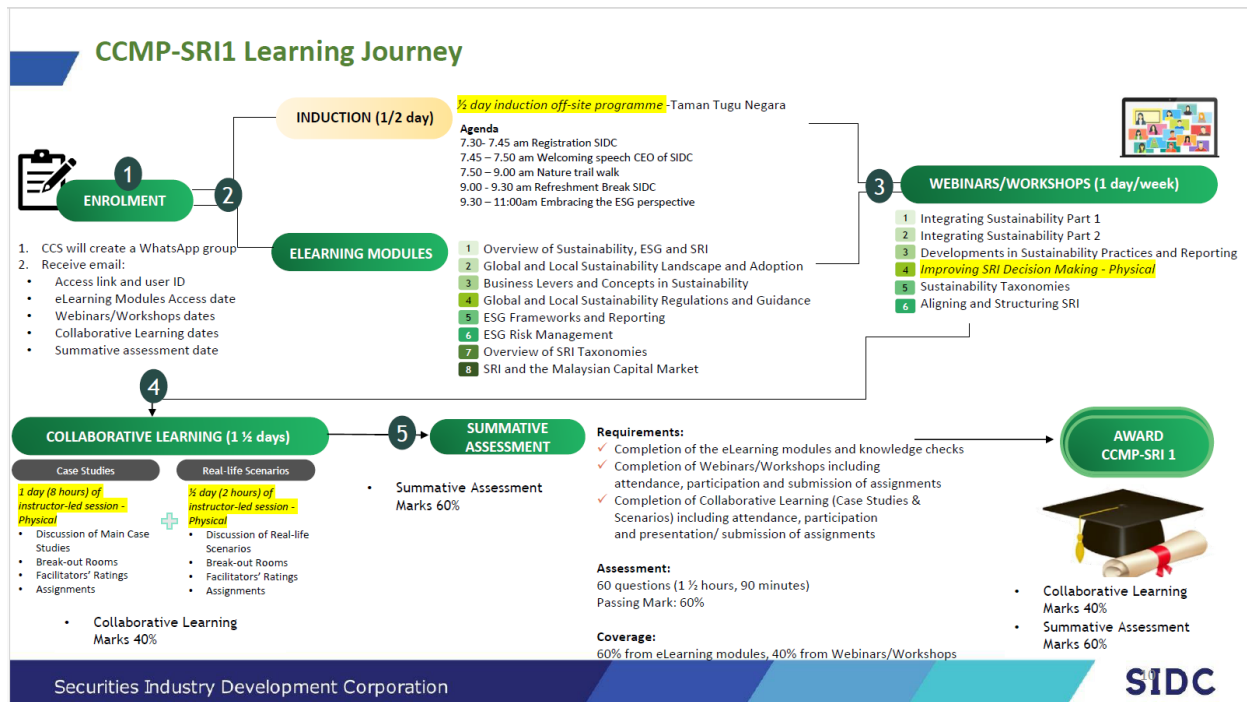 CCMP-SRI1 Learning Journey
1
ENROLMENT
1. CCS will create a WhatsApp group
2. Receive email:
• Access link and user ID
• eLearning Modules Access date
• Webinars/Workshops dates
• Collaborative Learning dates
• Summative assessment date
2
INDUCTION (1/2 day)
½ day induction off-site programme -Taman Tugu Negara
Agenda
7.30- 7.45 am Registration SIDC
7.45 – 7.50 am Welcoming speech CEO of SIDC
7.50 – 9.00 am Nature trail walk
9.00 - 9.30 am Refreshment Break SIDC
9.30 – 11:00am Embracing the ESG perspective
ELEARNING MODULES
1 Overview of Sustainability, ESG and SRI
2 Global and Local Sustainability Landscape and Adoption
3 Business Levers and Concepts in Sustainability
4 Global and Local Sustainability Regulations and Guidance
5 ESG Frameworks and Reporting
6 ESG Risk Management
7 Overview of SRI Taxonomies
8 SRI and the Malaysian Capital Market
3
WEBINARS/WORKSHOPS (1 day/week)
1 Integrating Sustainability Part 1
2 Integrating Sustainability Part 2
3 Developments in Sustainability Practices and Reporting
4 Improving SRI Decision Making - Physical
5 Sustainability Taxonomies
6 Aligning and Structuring SRI
4
COLLABORATIVE LEARNING (1 ½ days)
Case Studies
1 day (8 hours) of
instructor-led session -
Physical
• Discussion of Main Case
Studies
• Break-out Rooms
• Facilitators' Ratings
• Assignments
Real-life Scenarios
½ day (2 hours) of
instructor-led session -
Physical
• Discussion of Real-life
Scenarios
• Break-out Rooms
• Facilitators' Ratings
• Assignments
• Collaborative Learning
Marks 40%
5
SUMMATIVE
ASSESSMENT
• Summative Assessment
Marks 60%
Requirements:
✓ Completion of the eLearning modules and knowledge checks
✓ Completion of Webinars/Workshops including
attendance, participation and submission of assignments
✓ Completion of Collaborative Learning (Case Studies &
Scenarios) including attendance, participation
and presentation/ submission of assignments
Assessment:
60 questions (1 ½ hours, 90 minutes)
Passing Mark: 60%
Coverage:
60% from eLearning modules, 40% from Webinars/Workshops
AWARD
CCMP-SRI 1
• Collaborative Learning
Marks 40%
• Summative Assessment
Marks 60%
Securities Industry Development Corporation
SIDC
10